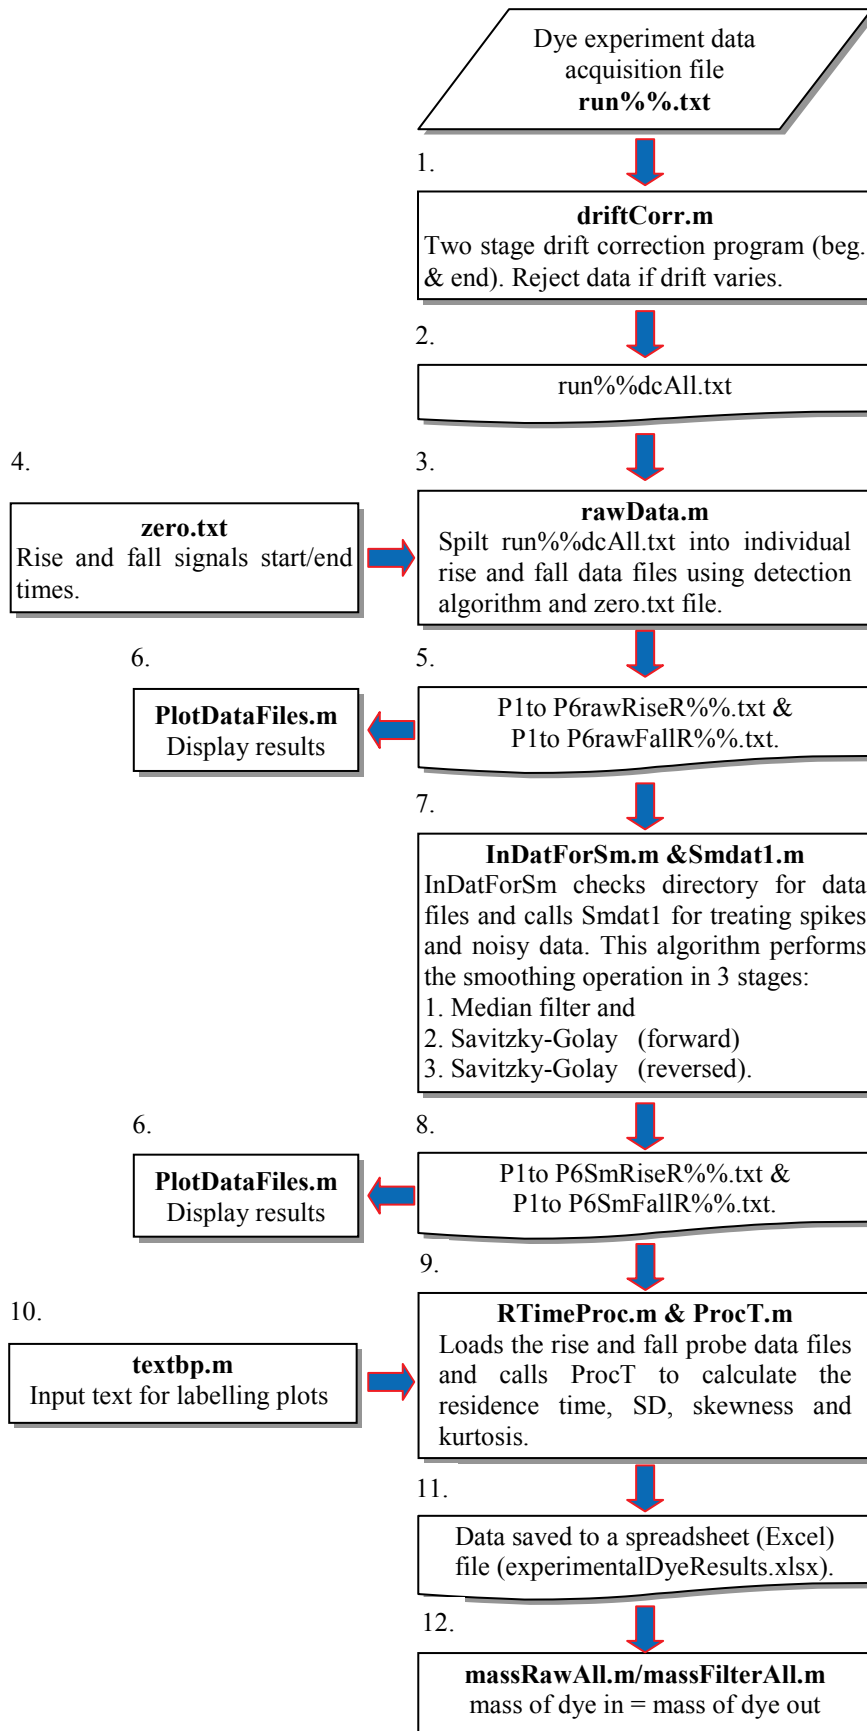 Dye experiment data
acquisition file
run%%.txt
1.
driftCorr.m
Two stage drift correction program (beg.
& end). Reject data if drift varies.
2.
run%%dcAll.txt
4.
3.
zero.txt
Rise and fall signals start/end
times.
rawData.m
Spilt run%%dcAll.txt into individual
rise and fall data files using detection
algorithm and zero.txt file.
6.
5.
PlotDataFiles.m
Display results
P1to P6rawRiseR%%.txt &
P1to P6rawFallR%%.txt.
7.
InDatForSm.m &Smdat1.m
InDatForSm checks directory for data
files and calls Smdat1 for treating spikes
and noisy data. This algorithm performs
the smoothing operation in 3 stages:
1. Median filter and
2. Savitzky-Golay (forward)
3. Savitzky-Golay (reversed).
6.
8.
PlotDataFiles.m
Display results
P1to P6SmRiseR%%.txt &
P1to P6SmFallR%%.txt.
9.
10.
textbp.m
Input text for labelling plots
RTimeProc.m & ProcT.m
Loads the rise and fall probe data files
and calls ProcT to calculate the
residence time, SD, skewness and
kurtosis.
11.
Data saved to a spreadsheet (Excel)
file (experimentalDyeResults.xlsx).
12.
massRawAll.m/massFilterAll.m
mass of dye in = mass of dye out